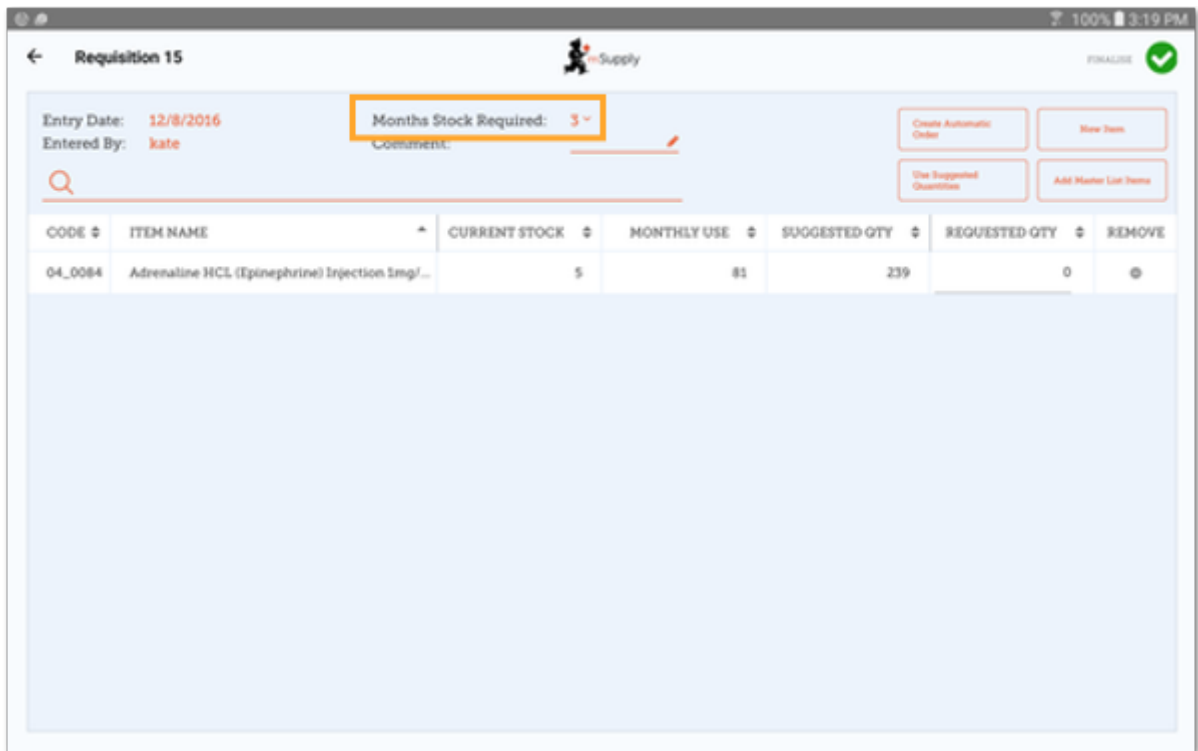 100% 3:19 PM
Requisition 15
mSupply
FINALISE
Entry Date: 12/8/2016
Months Stock Required: 3
Entered By: kate
Comment:
Create Automatic
Order
New Item
Use Suggested
Quantities
Add Master List Items
CODE ITEM NAME CURRENT STOCK MONTHLY USE SUGGESTED QTY REQUESTED QTY REMOVE
04_0084 Adrenaline HCL (Epinephrine) Injection 1mg/... 5 81 239 0